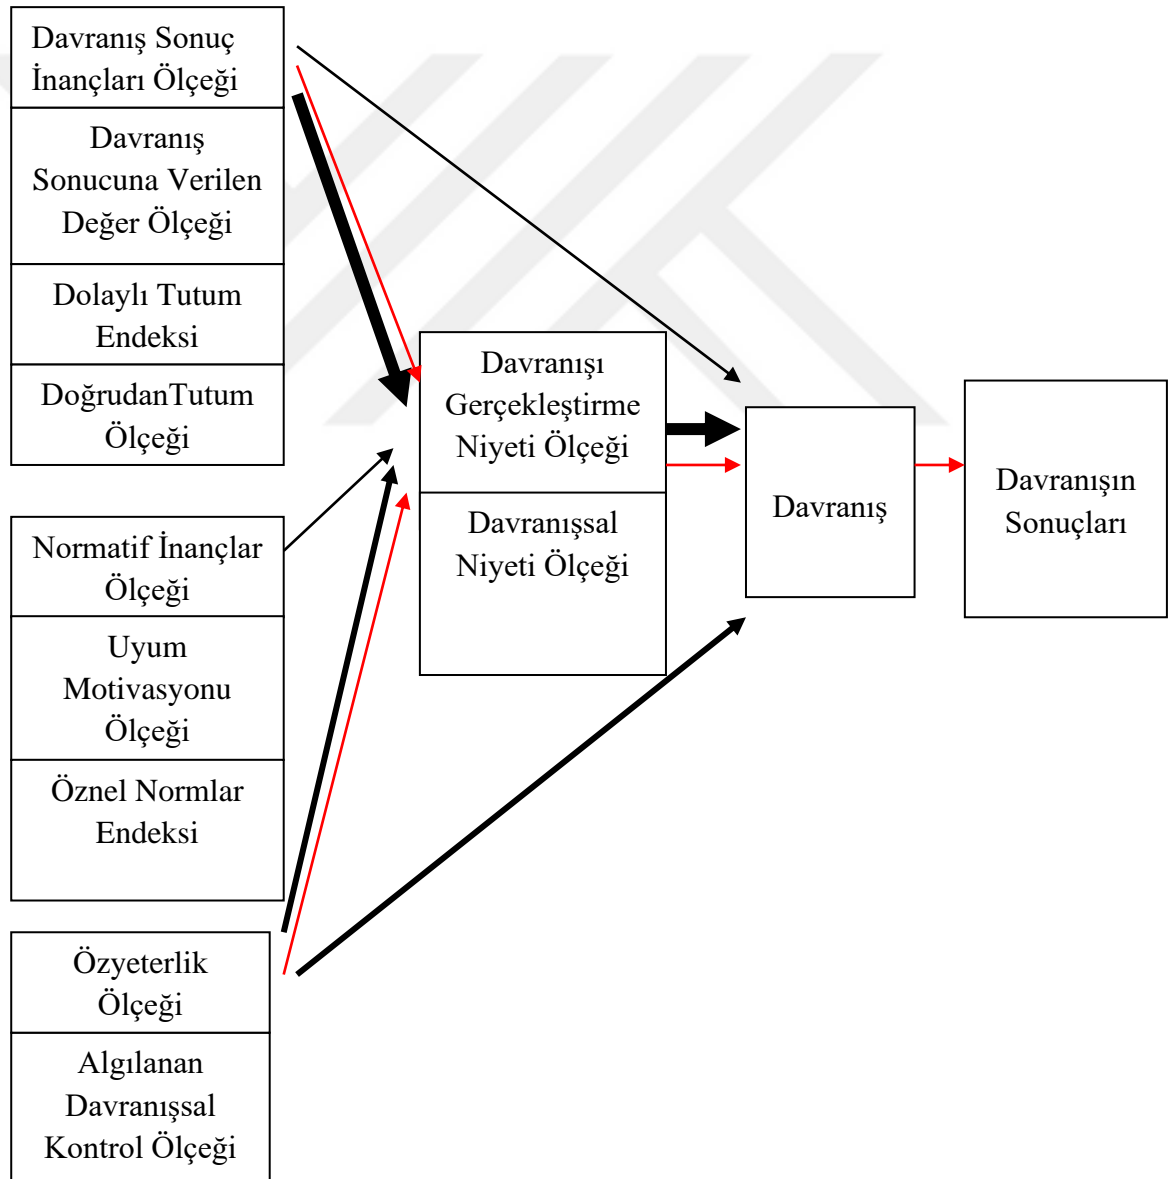 Davranış Sonuç
İnançları Ölçeği
Davranış
Sonucuna Verilen
Değer Ölçeği
Dolaylı Tutum
Endeksi
DoğrudanTutum
Ölçeği
Normatif İnançlar
Ölçeği
Uyum
Motivasyonu
Ölçeği
Öznel Normlar
Endeksi
Özyeterlik
Ölçeği
Algılanan
Davranışsal
Kontrol Ölçeği
Davranışı
Gerçekleştirme
Niyeti Ölçeği
Davranışsal
Niyeti Ölçeği
Davranış
Davranışın
Sonuçları